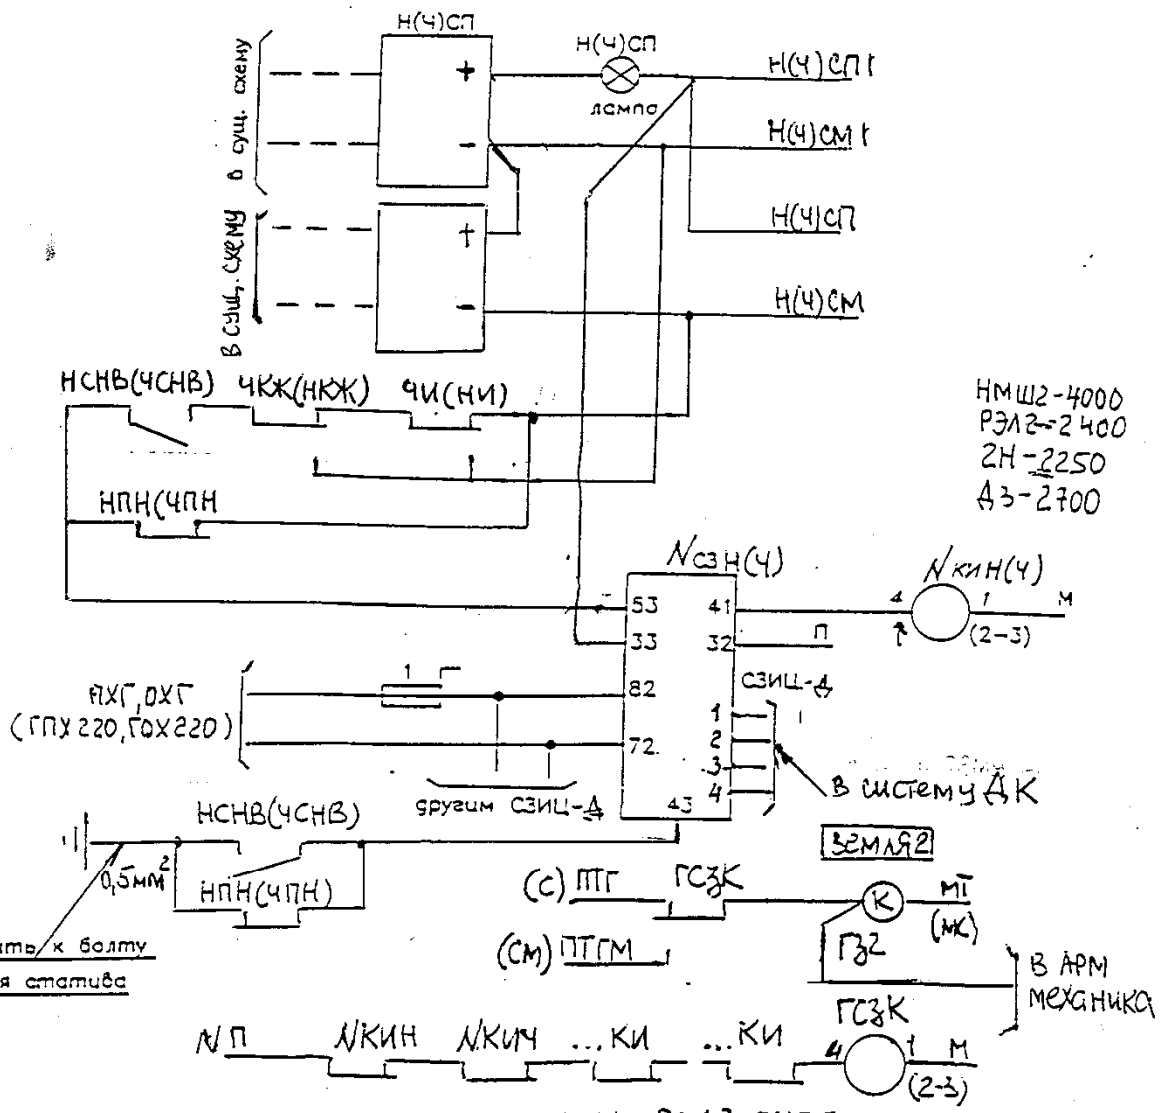 Н(Ч)СП
Н(Ч)СП
лампа
+
-
+
-
Н(Ч)СП1
Н(Ч)СМ1
Н(Ч)СП
Н(Ч)СМ
В сущ. схему
В сущ. схему
НСНВ(ЧСНВ)
ЧКЖ(НКЖ)
ЧИ(НИ)
НМШ2-4000
РЭЛ2-2400
2Н-2250
ДЗ-2700
НПН(ЧПН
NСЗН(Ч)
NКИН(Ч)
53
41
4
1
М
33
32
П
(2-3)
СЗИЦ-Д
ПХГ, ОХГ
(ГПХ220, ГОХ220)
1
82
72
1
2
3
4
43
другим СЗИЦ-Д
В систему ДК
НСНВ(ЧСНВ)
0,5мм²
НПН(ЧПН)
ЗЕМЛЯ2
(С) ПТГ
ГСЗК
К
МТ
(МК)
(СМ) ПТГМ
ГЗ2
к болту
статива
В АРМ
МЕХАНИКА
NП
NКИН
NКИЧ
...КИ
...КИ
4
ГСЗК
1
М
(2-3)